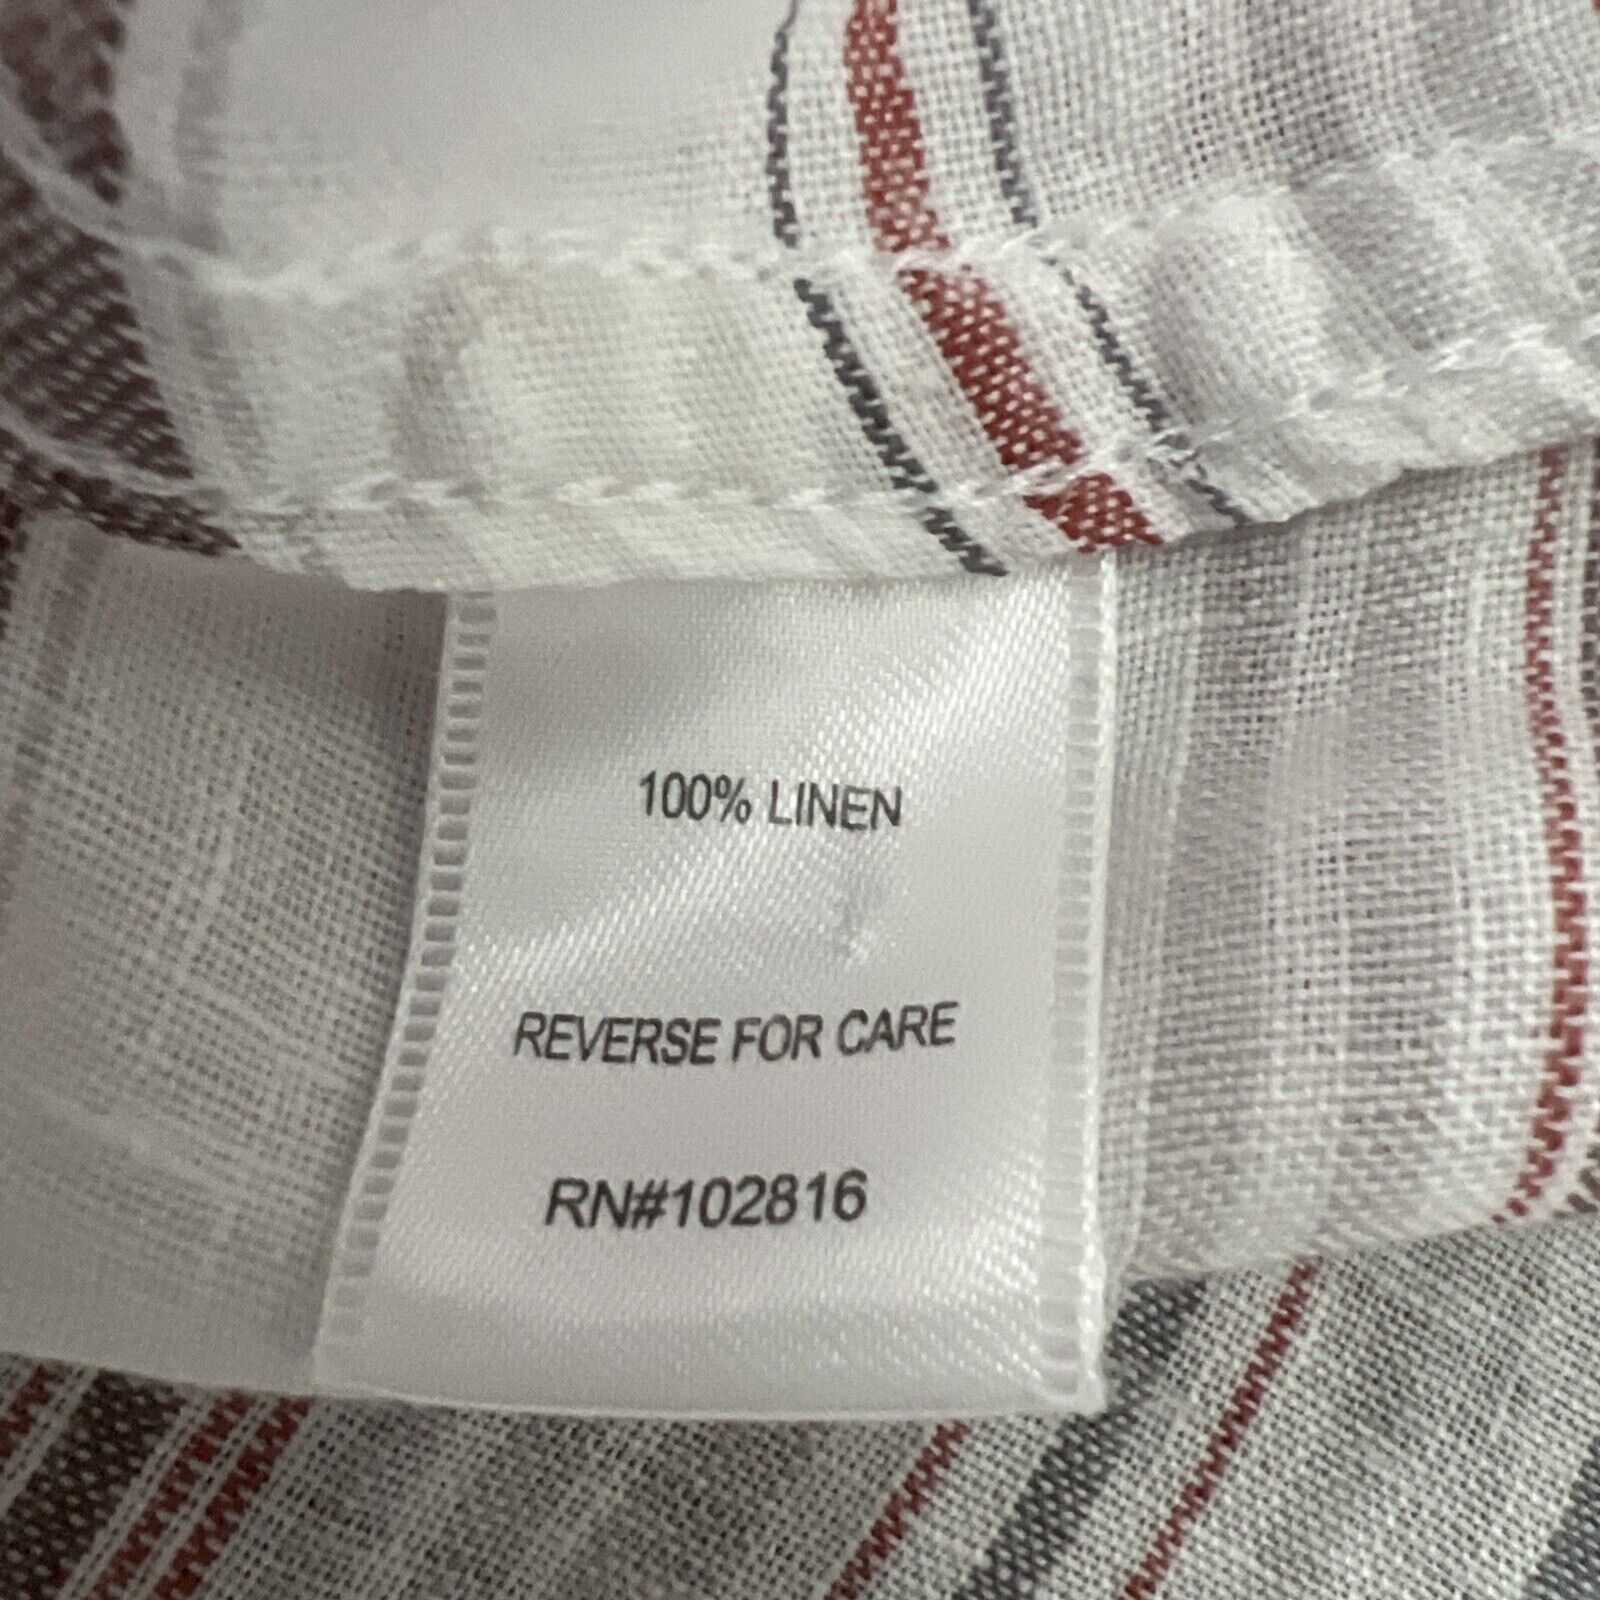 100% LINEN
REVERSE FOR CARE
RN#102816